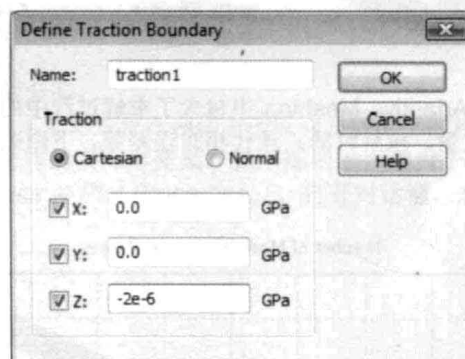 Define Traction Boundary
Name: traction1 OK
Traction Cancel
Cartesian Normal Help
X: 0.0 GPa
Y: 0.0 GPa
Z: -2e-6 GPa